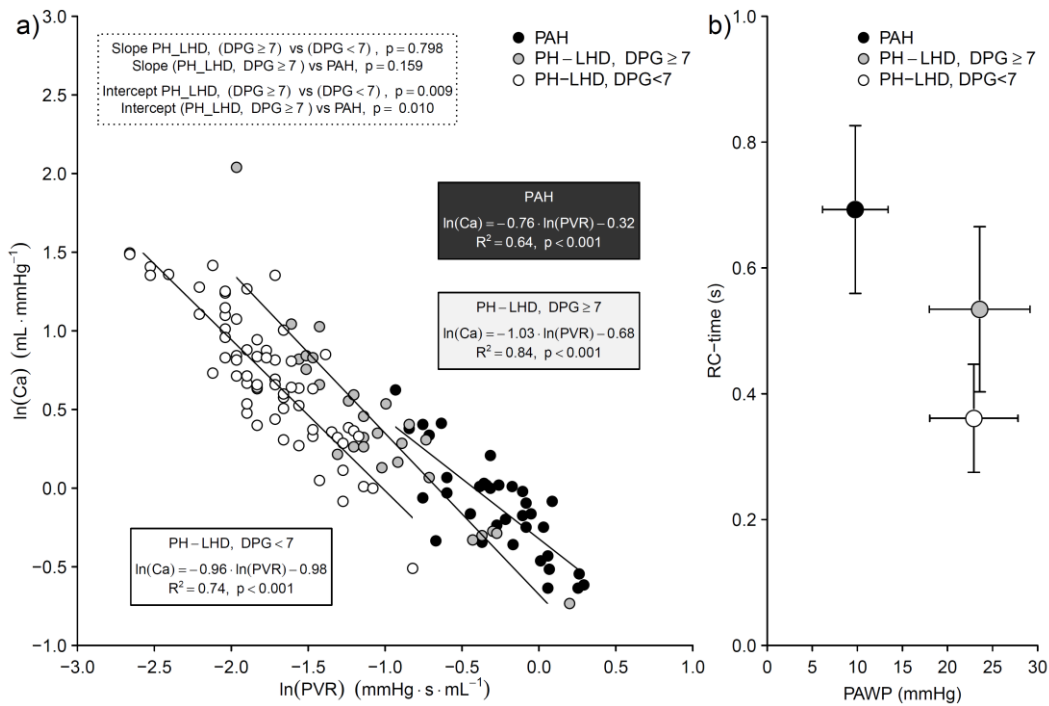 a)
3.0
2.5
2.0
1.5
1.0
0.5
0.0
−0.5
−1.0
ln(Ca) (mL · mmHg⁻¹)
Slope PH_LHD, (DPG ≥ 7) vs (DPG < 7) , p = 0.798
Slope (PH_LHD, DPG ≥ 7 ) vs PAH, p = 0.159
Intercept PH_LHD, (DPG ≥ 7) vs (DPG < 7) , p = 0.009
Intercept (PH_LHD, DPG ≥ 7 ) vs PAH, p = 0.010
PAH
PH − LHD, DPG ≥ 7
PH−LHD, DPG<7
PAH
ln(Ca) = −0.76 · ln(PVR) − 0.32
R² = 0.64, p < 0.001
PH − LHD, DPG ≥ 7
ln(Ca) = −1.03 · ln(PVR) − 0.68
R² = 0.84, p < 0.001
PH − LHD, DPG < 7
ln(Ca) = −0.96 · ln(PVR) − 0.98
R² = 0.74, p < 0.001
−3.0 −2.5 −2.0 −1.5 −1.0 −0.5 0.0 0.5 1.0
ln(PVR) (mmHg · s · mL⁻¹)
b)
1.0
0.8
0.6
0.4
0.2
0.0
RC−time (s)
PAH
PH − LHD, DPG ≥ 7
PH−LHD, DPG<7
0 5 10 15 20 25 30
PAWP (mmHg)